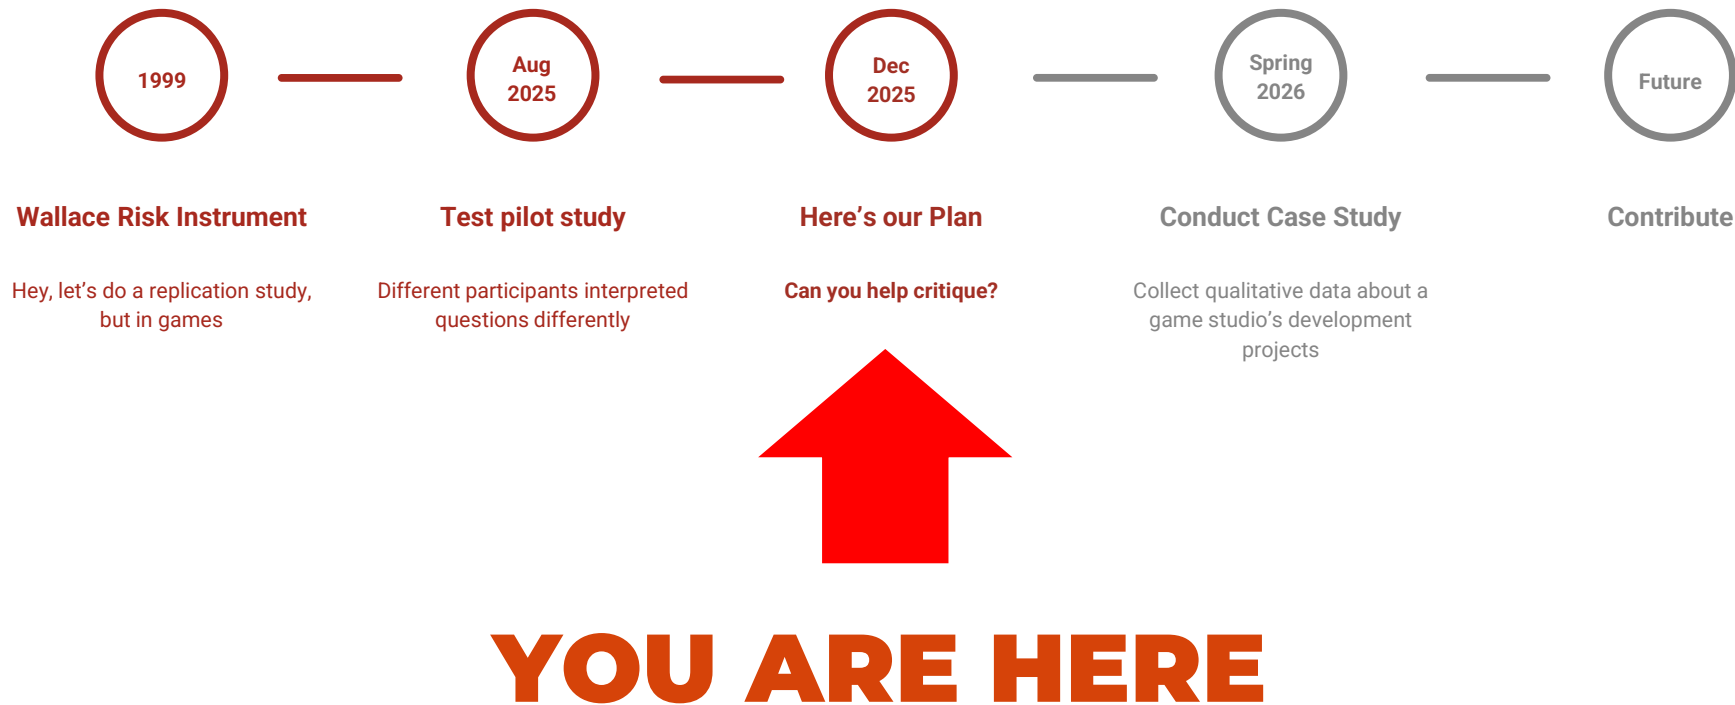 1999
Aug
2025
Dec
2025
Spring
2026
Future
Wallace Risk Instrument
Test pilot study
Here's our Plan
Conduct Case Study
Contribute
Hey, let's do a replication study,
but in games
Different participants interpreted
questions differently
Can you help critique?
Collect qualitative data about a
game studio's development
projects
YOU ARE HERE